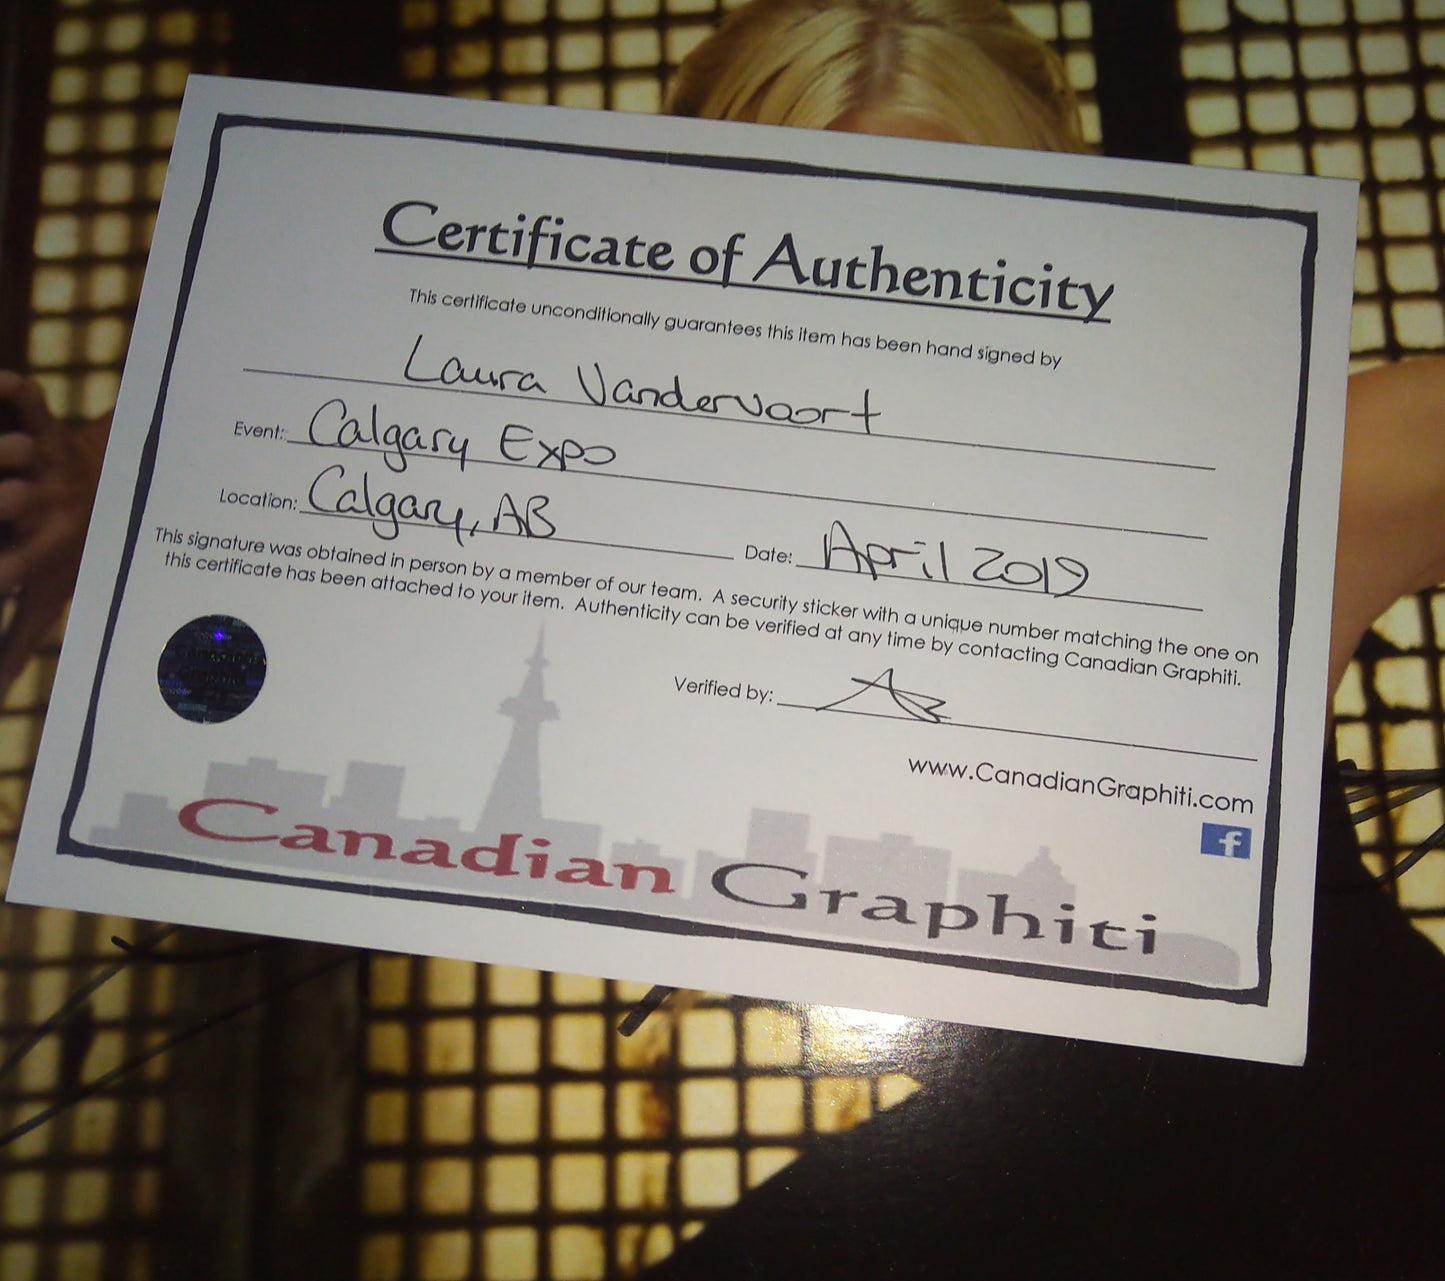 Certificate of Authenticity
This certificate unconditionally guarantees this item has been hand signed by
Laura Vandervoort
Event: Calgary Expo
Location: Calgary, AB Date: April 2019
This signature was obtained in person by a member of our team. A security sticker with a unique number matching the one on
this certificate has been attached to your item. Authenticity can be verified at any time by contacting Canadian Graphiti.
Verified by:
www.CanadianGraphiti.com
f
Canadian Graphiti